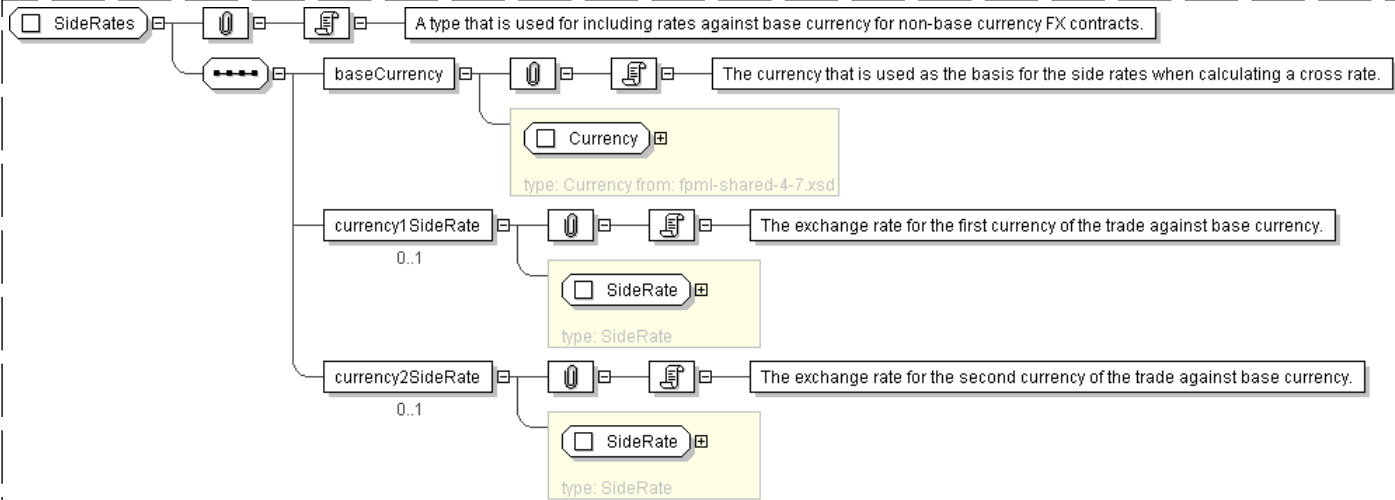 SideRates
A type that is used for including rates against base currency for non-base currency FX contracts.
baseCurrency
The currency that is used as the basis for the side rates when calculating a cross rate.
Currency
type: Currency from: fpml-shared-4-7.xsd
currency1SideRate
The exchange rate for the first currency of the trade against base currency.
0..1
SideRate
type: SideRate
currency2SideRate
The exchange rate for the second currency of the trade against base currency.
0..1
SideRate
type: SideRate